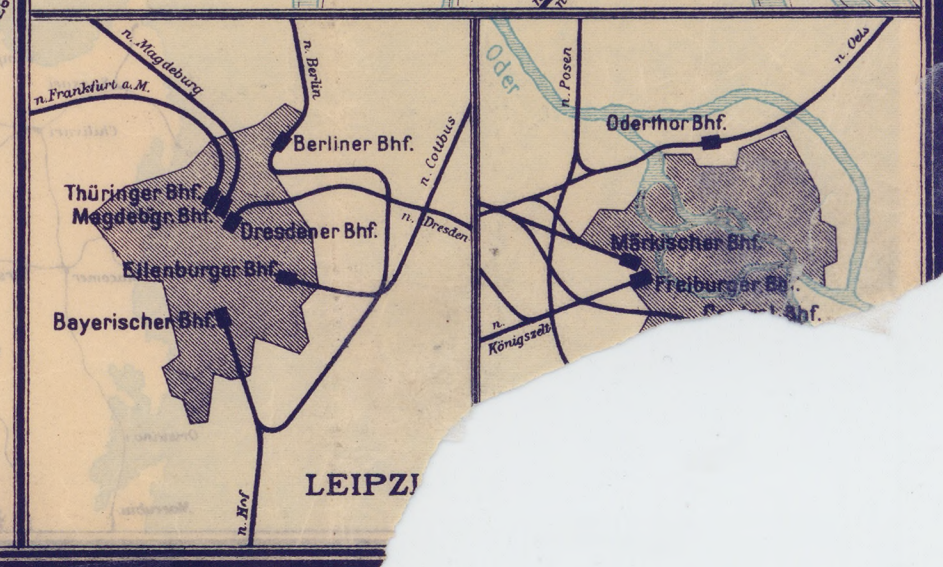 n. Magdeburg
n. Berlin
n. Frankfurt a.M.
Berliner Bhf.
n. Cottbus
Thüringer Bhf.
Magdebgr. Bhf.
n. Dresden
Dresdener Bhf.
Eilenburger Bhf.
Bayerischer Bhf.
LEIPZI
n. Hof
Oder
n. Posen
n. Oels
Oderthor Bhf.
Märkischer Bhf.
Freiburger
n.
Königszelt
Bhf.